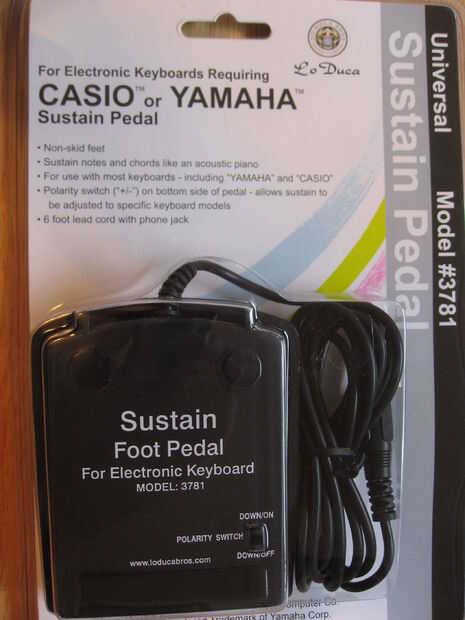 For Electronic Keyboards Requiring
CASIO™ or YAMAHA™
Sustain Pedal
Lo Duca
• Non-skid feet
• Sustain notes and chords like an acoustic piano
• For use with most keyboards - including "YAMAHA" and "CASIO"
• Polarity switch ("+/-") on bottom side of pedal - allows sustain to
be adjusted to specific keyboard models
• 6 foot lead cord with phone jack
Universal Model #3781
Sustain Pedal
Sustain
Foot Pedal
For Electronic Keyboard
MODEL: 3781
DOWN/ON
POLARITY SWITCH
DOWN/OFF
www.loducabros.com
Computer Co.
Trademark of Yamaha Corp.